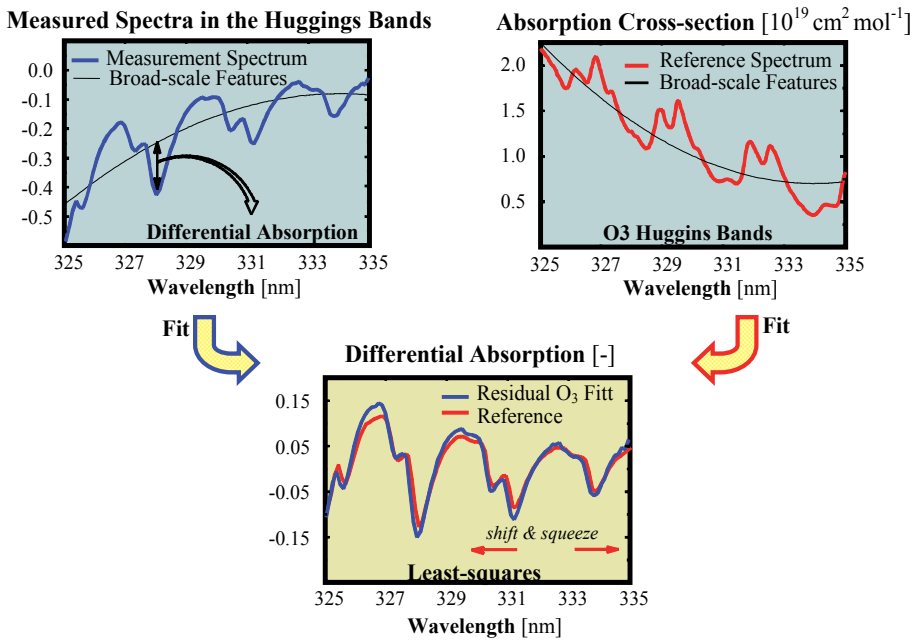 Measured Spectra in the Huggings Bands
0.0
-0.1
-0.2
-0.3
-0.4
-0.5
Measurement Spectrum
Broad-scale Features
Differential Absorption
325 327 329 331 333 335
Wavelength [nm]
Absorption Cross-section [10¹⁹ cm² mol⁻¹]
2.0
1.5
1.0
0.5
Reference Spectrum
Broad-scale Features
O3 Huggins Bands
325 327 329 331 333 335
Wavelength [nm]
Fit
Fit
Differential Absorption [-]
0.15
0.05
-0.05
-0.15
Residual O₃ Fitt
Reference
shift & squeeze
Least-squares
325 327 329 331 333 335
Wavelength [nm]